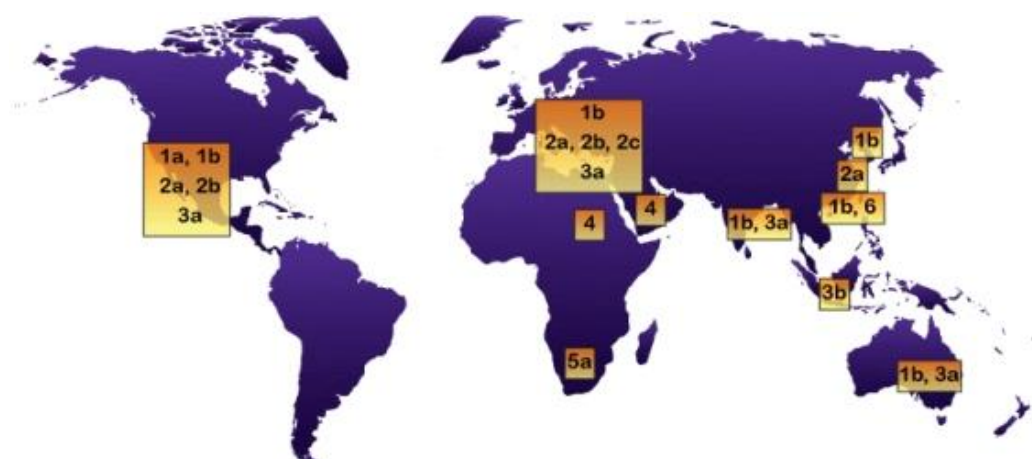 1a, 1b
2a, 2b
3a
1b
2a, 2b, 2c
3a
4
4
5a
1b, 3a
1b
2a
1b, 6
3b
1b, 3a